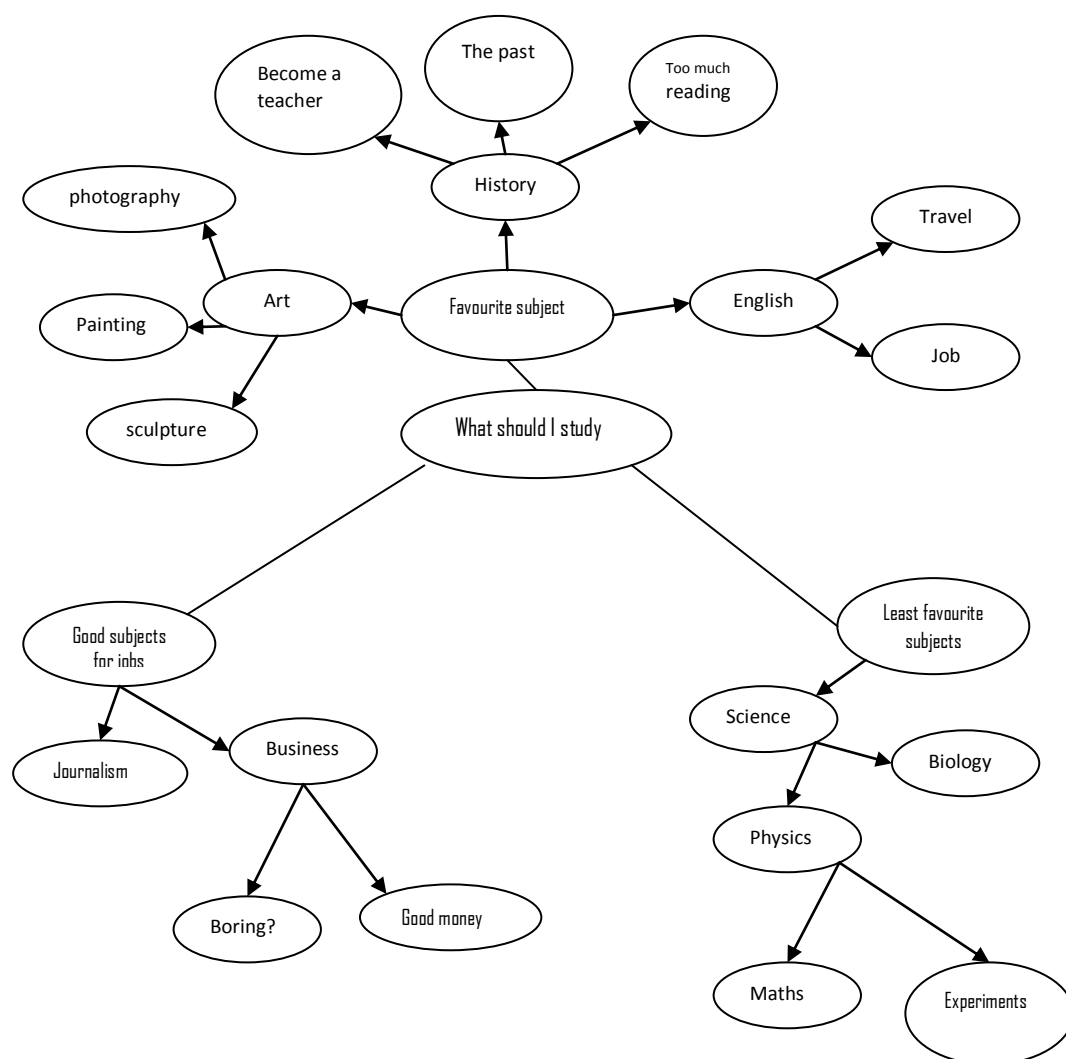 The past
Become a
teacher
Too much
reading
History
photography
Travel
Art
Favourite subject
English
Painting
Job
sculpture
What should I study
Good subjects
for iobs
Least favourite
subjects
Science
Business
Journalism
Biology
Physics
Boring?
Good money
Maths
Experiments